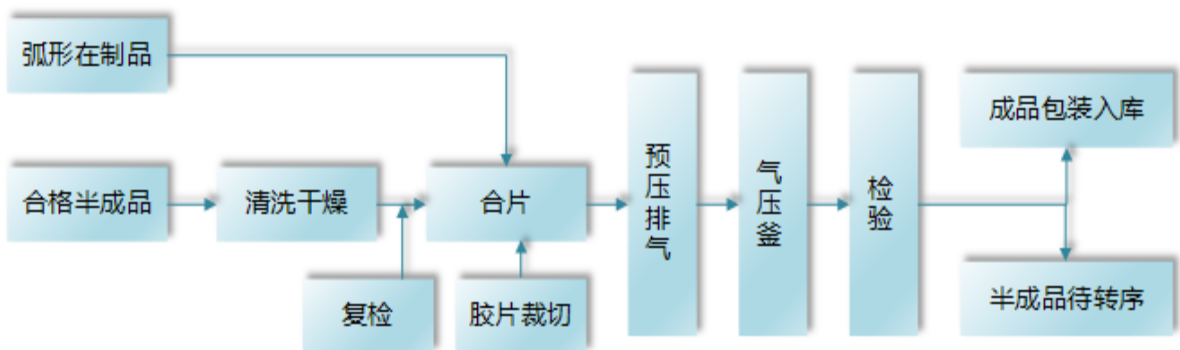 弧形在制品
合格半成品
清洗干燥
复检
合片
胶片裁切
预压排气
气压釜
检验
成品包装入库
半成品待转序